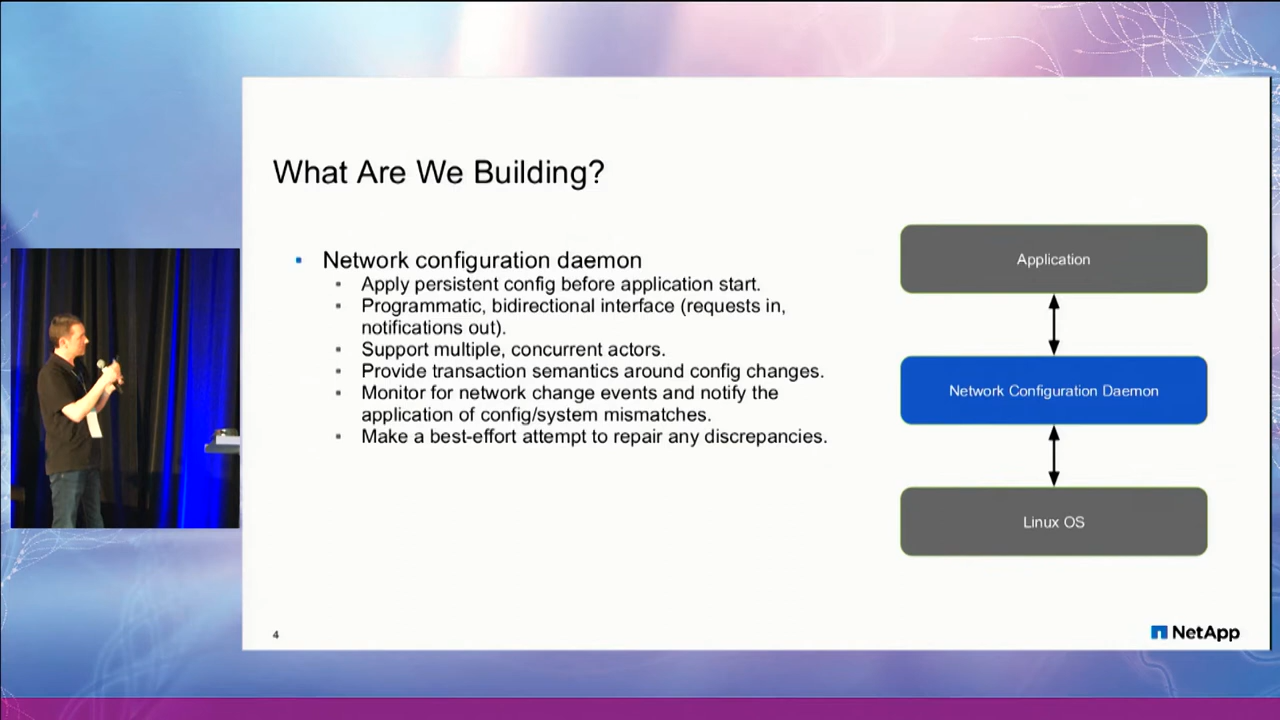 What Are We Building?
Network configuration daemon
Apply persistent config before application start.
Programmatic, bidirectional interface (requests in,
notifications out).
Support multiple, concurrent actors.
Provide transaction semantics around config changes.
Monitor for network change events and notify the
application of config/system mismatches.
Make a best-effort attempt to repair any discrepancies.
Application
Network Configuration Daemon
Linux OS
4
NetApp